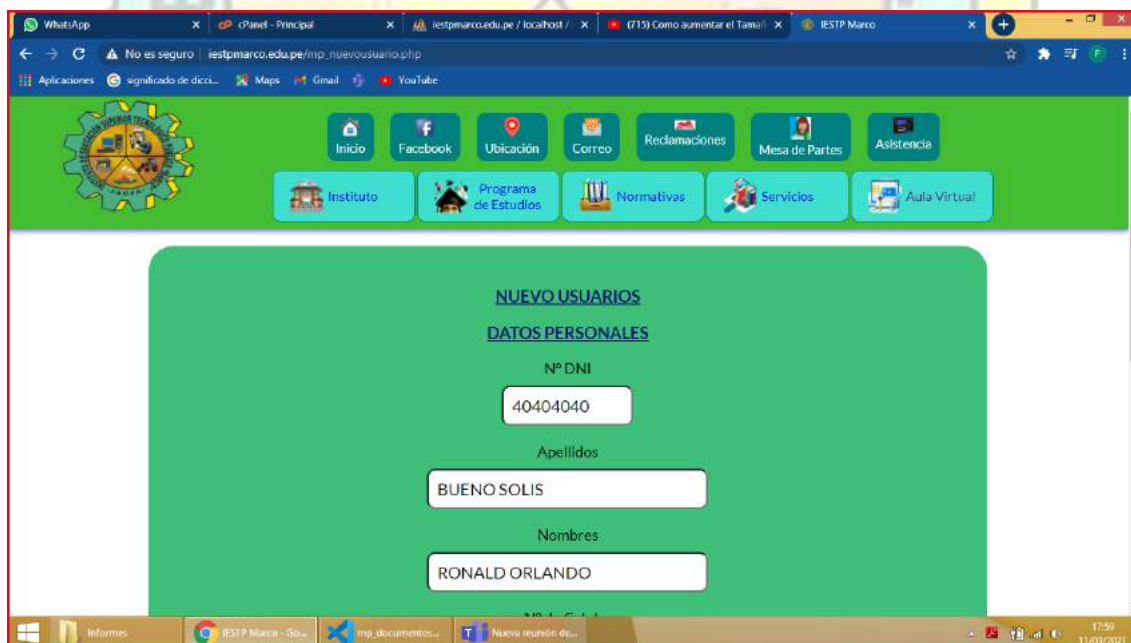 WhatsApp
cPanel - Principal
iestpmarco.edu.pe / localhost /
(715) Como aumentar el Tamañ
IESTP Marco
No es seguro
iestpmarco.edu.pe/mp_nuevousuario.php
F
Aplicaciones
significado de dicci...
Maps
Gmail
YouTube
Inicio
Facebook
Ubicación
Correo
Reclamaciones
Mesa de Partes
Asistencia
Instituto
Programa
de Estudios
Normativas
Servicios
Aula Virtual
NUEVO USUARIOS
DATOS PERSONALES
Nº DNI
40404040
Apellidos
BUENO SOLIS
Nombres
RONALD ORLANDO
Informes
IESTP Marco - Go...
mp_documentos...
Nueva reunión de...
17:59
11/03/2021